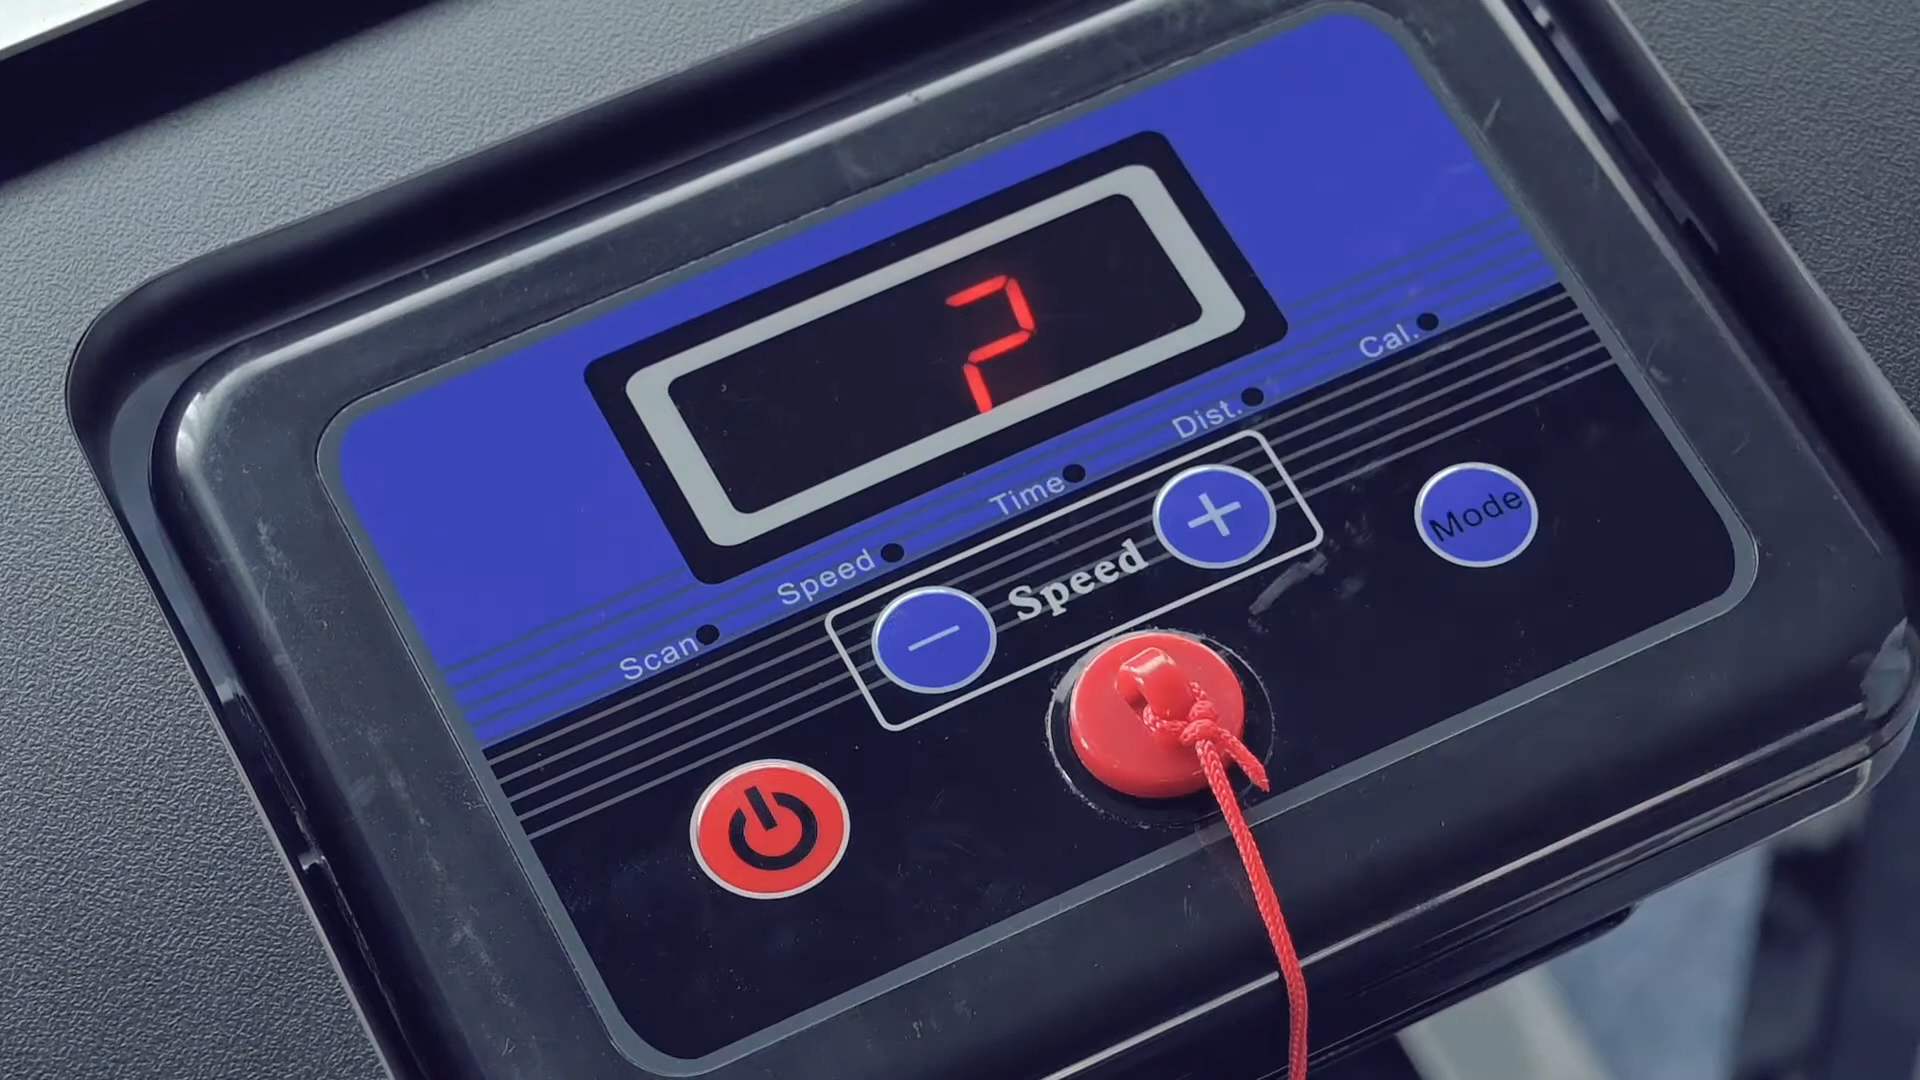 2
Scan Speed Time Dist. Cal.
− Speed +
Mode